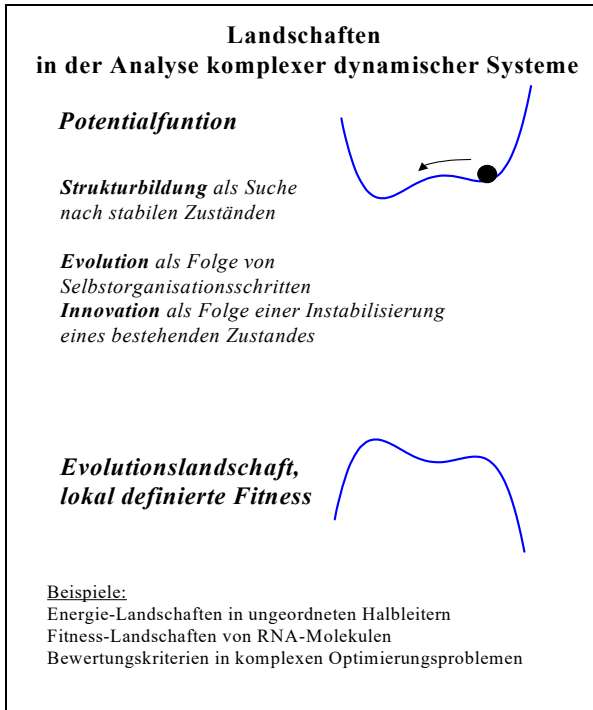 Landschaften
in der Analyse komplexer dynamischer Systeme
Potentialfuntion
Strukturbildung als Suche
nach stabilen Zuständen
Evolution als Folge von
Selbstorganisationsschritten
Innovation als Folge einer Instabilisierung
eines bestehenden Zustandes
Evolutionslandschaft,
lokal definierte Fitness
Beispiele:
Energie-Landschaften in ungeordneten Halbleitern
Fitness-Landschaften von RNA-Molekulen
Bewertungskriterien in komplexen Optimierungsproblemen